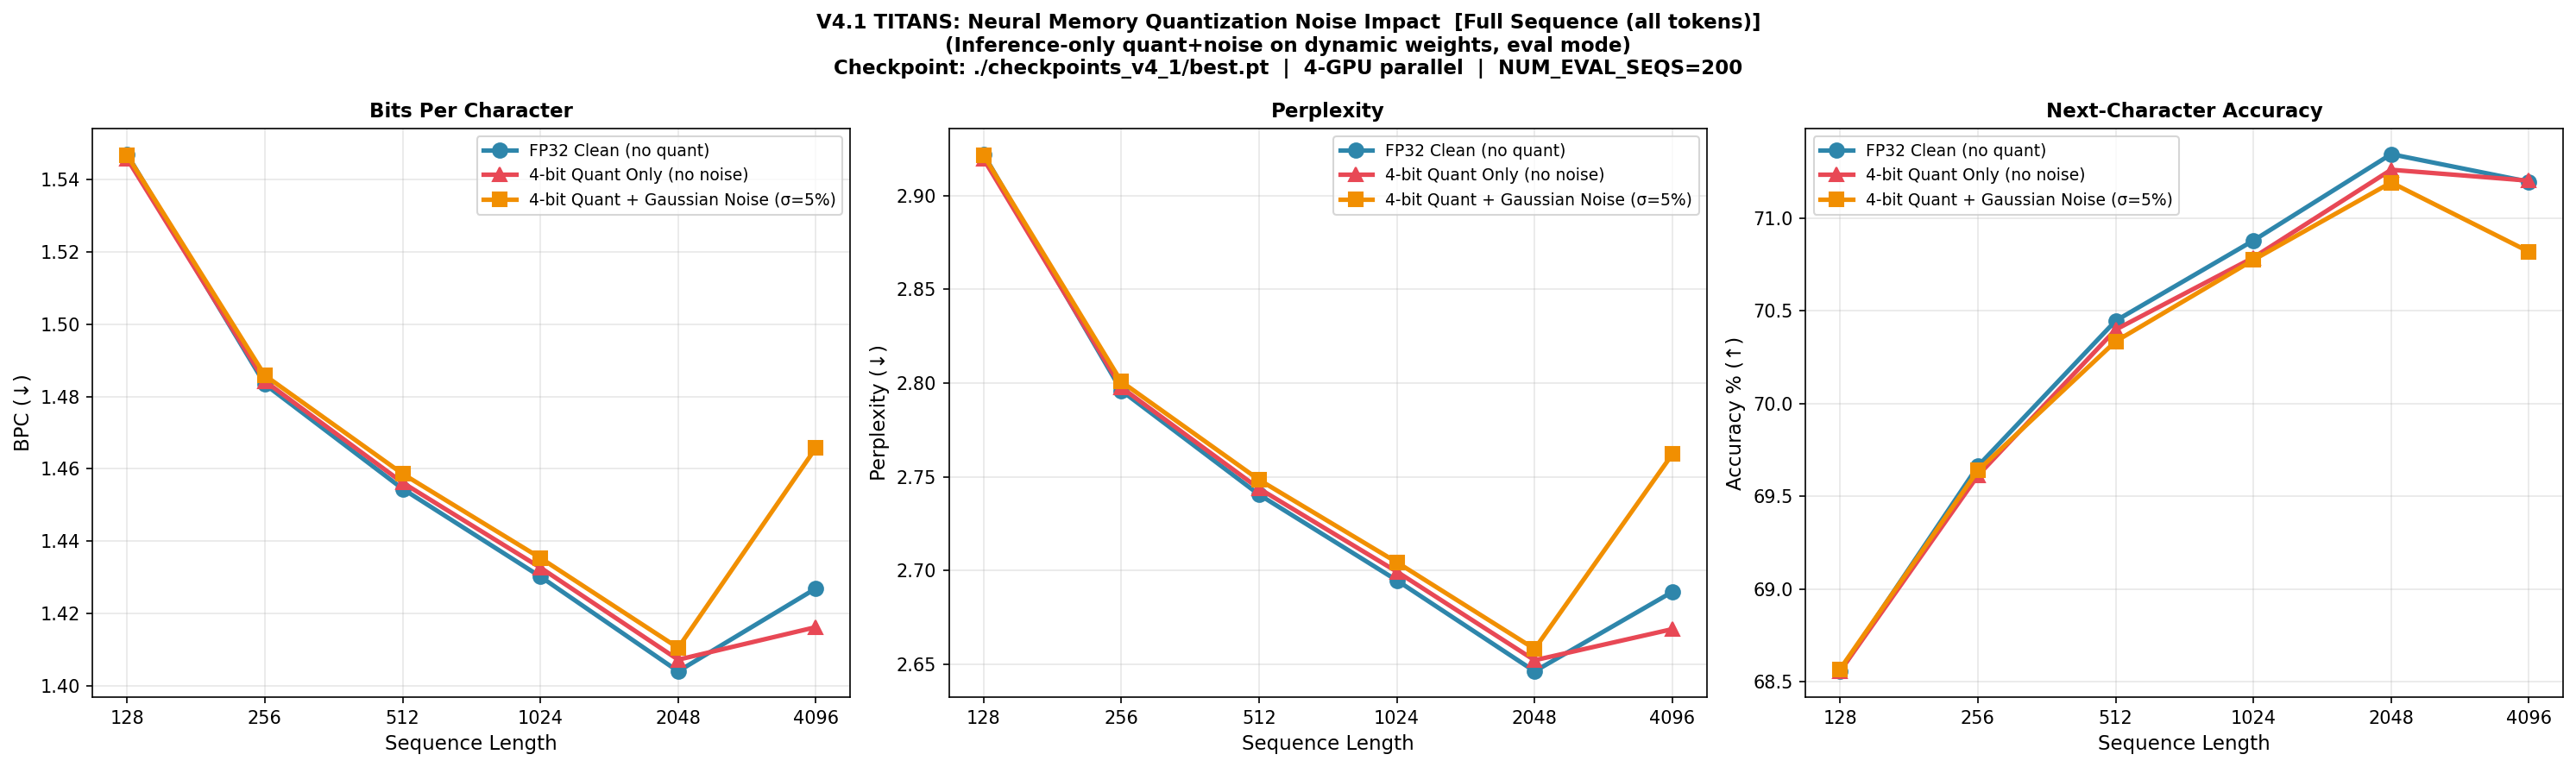 V4.1 TITANS: Neural Memory Quantization Noise Impact  [Full Sequence (all tokens)]
(Inference-only quant+noise on dynamic weights, eval mode)
Checkpoint: ./checkpoints_v4_1/best.pt  |  4-GPU parallel  |  NUM_EVAL_SEQS=200
Bits Per Character
FP32 Clean (no quant)
4-bit Quant Only (no noise)
4-bit Quant + Gaussian Noise (σ=5%)
BPC (↓)
1.54
1.52
1.50
1.48
1.46
1.44
1.42
1.40
128 256 512 1024 2048 4096
Sequence Length
Perplexity
FP32 Clean (no quant)
4-bit Quant Only (no noise)
4-bit Quant + Gaussian Noise (σ=5%)
Perplexity (↓)
2.90
2.85
2.80
2.75
2.70
2.65
128 256 512 1024 2048 4096
Sequence Length
Next-Character Accuracy
FP32 Clean (no quant)
4-bit Quant Only (no noise)
4-bit Quant + Gaussian Noise (σ=5%)
Accuracy % (↑)
71.0
70.5
70.0
69.5
69.0
68.5
128 256 512 1024 2048 4096
Sequence Length